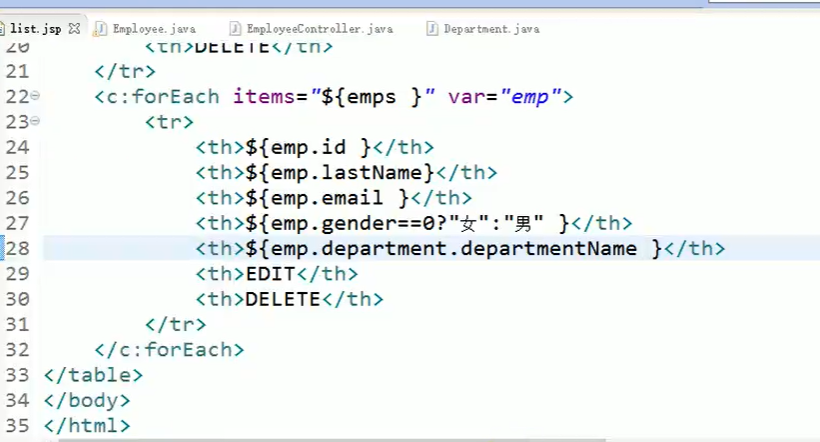 list.jsp Employee.java EmployeeController.java Department.java
20 <th>DELETE</th>
21 </tr>
22 <c:forEach items="${emps }" var="emp">
23 <tr>
24 <th>${emp.id }</th>
25 <th>${emp.lastName}</th>
26 <th>${emp.email }</th>
27 <th>${emp.gender==0?"女":"男" }</th>
28 <th>${emp.department.departmentName }</th>
29 <th>EDIT</th>
30 <th>DELETE</th>
31 </tr>
32 </c:forEach>
33 </table>
34 </body>
35 </html>